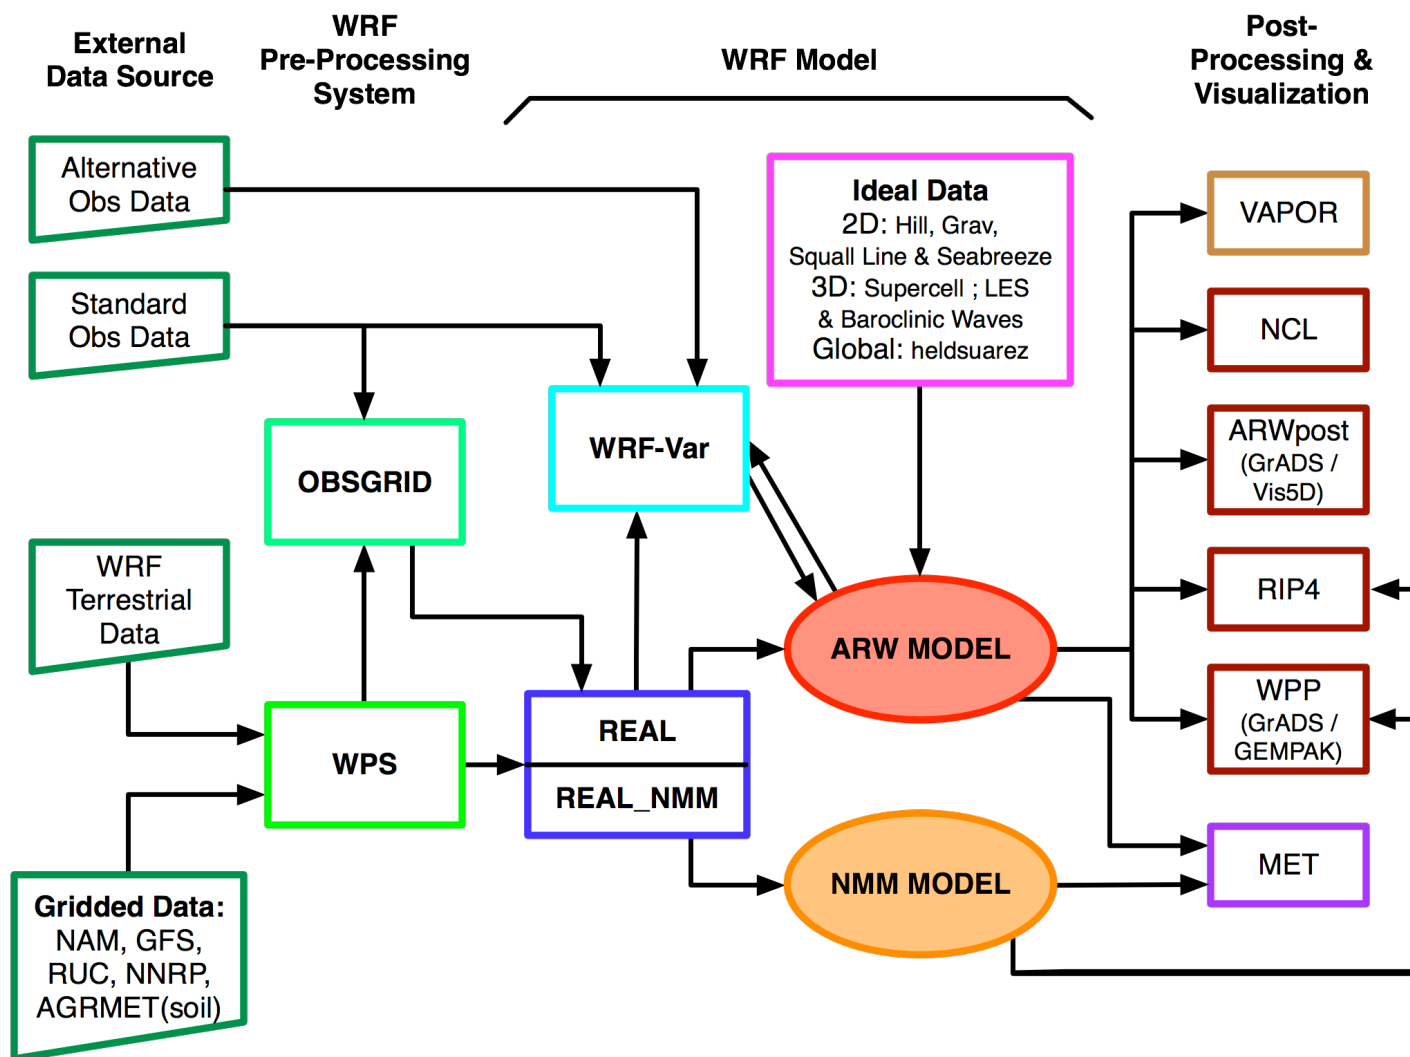 External
Data Source
WRF
Pre-Processing
System
WRF Model
Post-
Processing &
Visualization
Alternative
Obs Data
Standard
Obs Data
WRF
Terrestrial
Data
Gridded Data:
NAM, GFS,
RUC, NNRP,
AGRMET(soil)
OBSGRID
WPS
WRF-Var
REAL
REAL_NMM
Ideal Data
2D: Hill, Grav,
Squall Line & Seabreeze
3D: Supercell ; LES
& Baroclinic Waves
Global: heldsuarez
ARW MODEL
NMM MODEL
VAPOR
NCL
ARWpost
(GrADS /
Vis5D)
RIP4
WPP
(GrADS /
GEMPAK)
MET